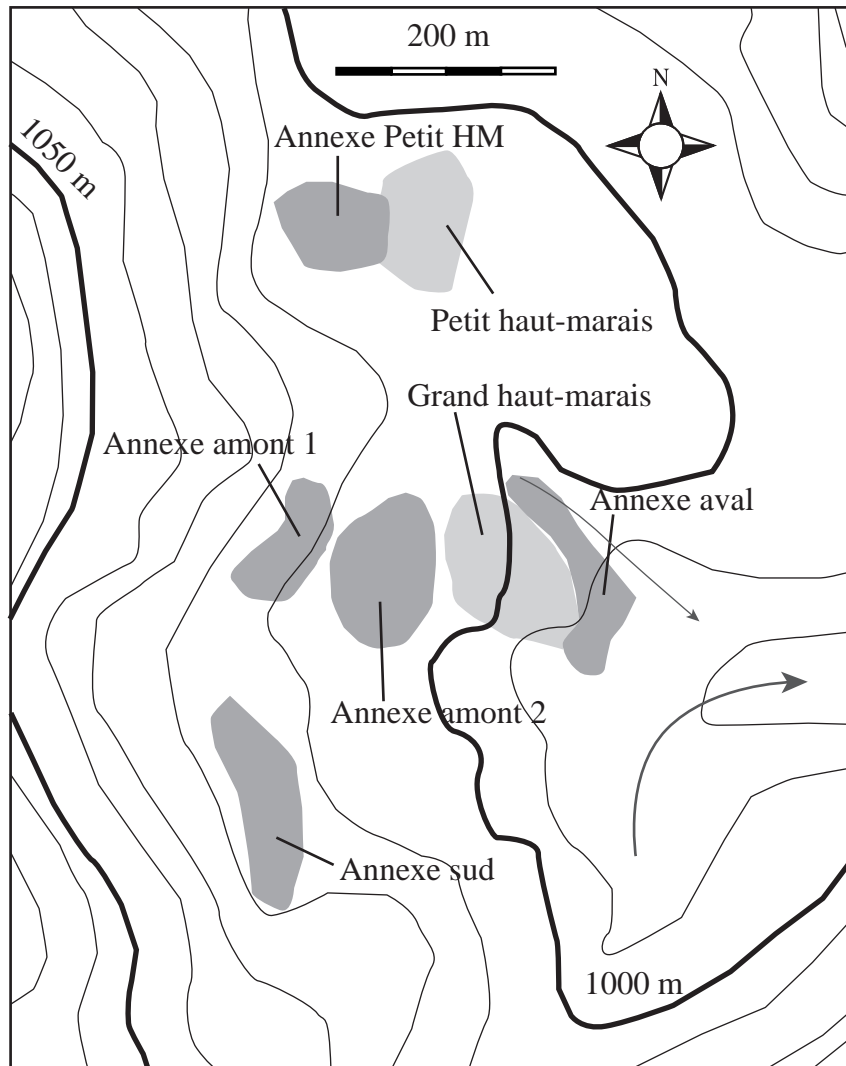 200 m
N
Annexe Petit HM
1050 m
Petit haut-marais
Grand haut-marais
Annexe amont 1
Annexe aval
Annexe amont 2
Annexe sud
1000 m